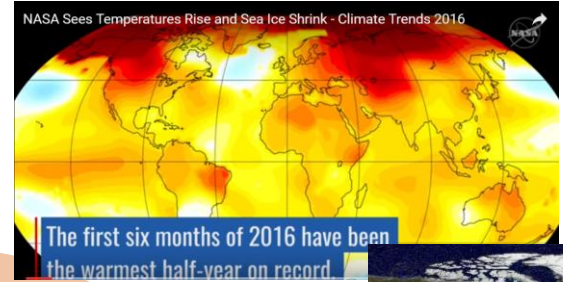 NASA Sees Temperatures Rise and Sea Ice Shrink - Climate Trends 2016
NASA
The first six months of 2016 have been
the warmest half-year on record.